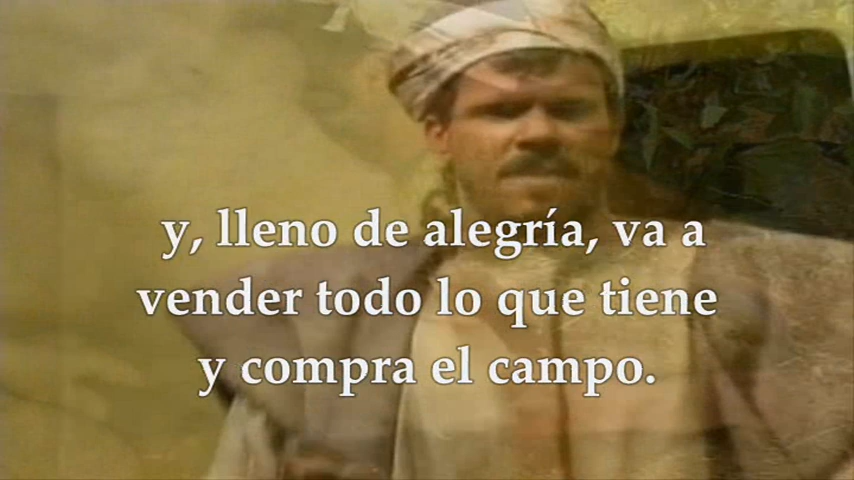 y, lleno de alegría, va a
vender todo lo que tiene
y compra el campo.